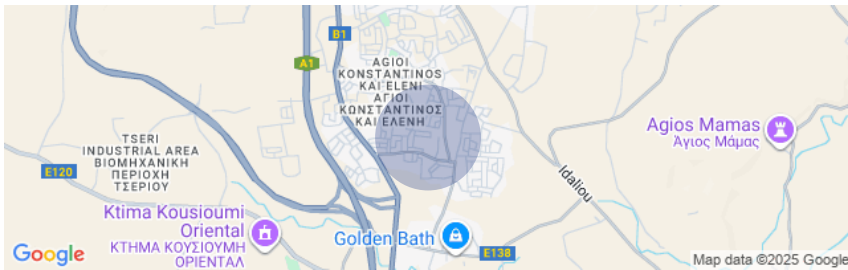 B1
A1
AGIOI
KONSTANTINOS
KAI ELENI
ΑΓΙΟΙ
ΚΩΝΣΤΑΝΤΙΝΟΣ
ΚΑΙ ΕΛΕΝΗ
TSERI
INDUSTRIAL AREA
ΒΙΟΜΗΧΑΝΙΚΗ
ΠΕΡΙΟΧΗ
ΤΣΕΡΙΟΥ
Agios Mamas
Άγιος Μάμας
E120
Idaliou
Ktima Kousioumi
Oriental
ΚΤΗΜΑ ΚΟΥΣΙΟΥΜΗ
ΟΡΙΕΝΤΑΛ
Golden Bath
E138
Google
Map data ©2025 Google